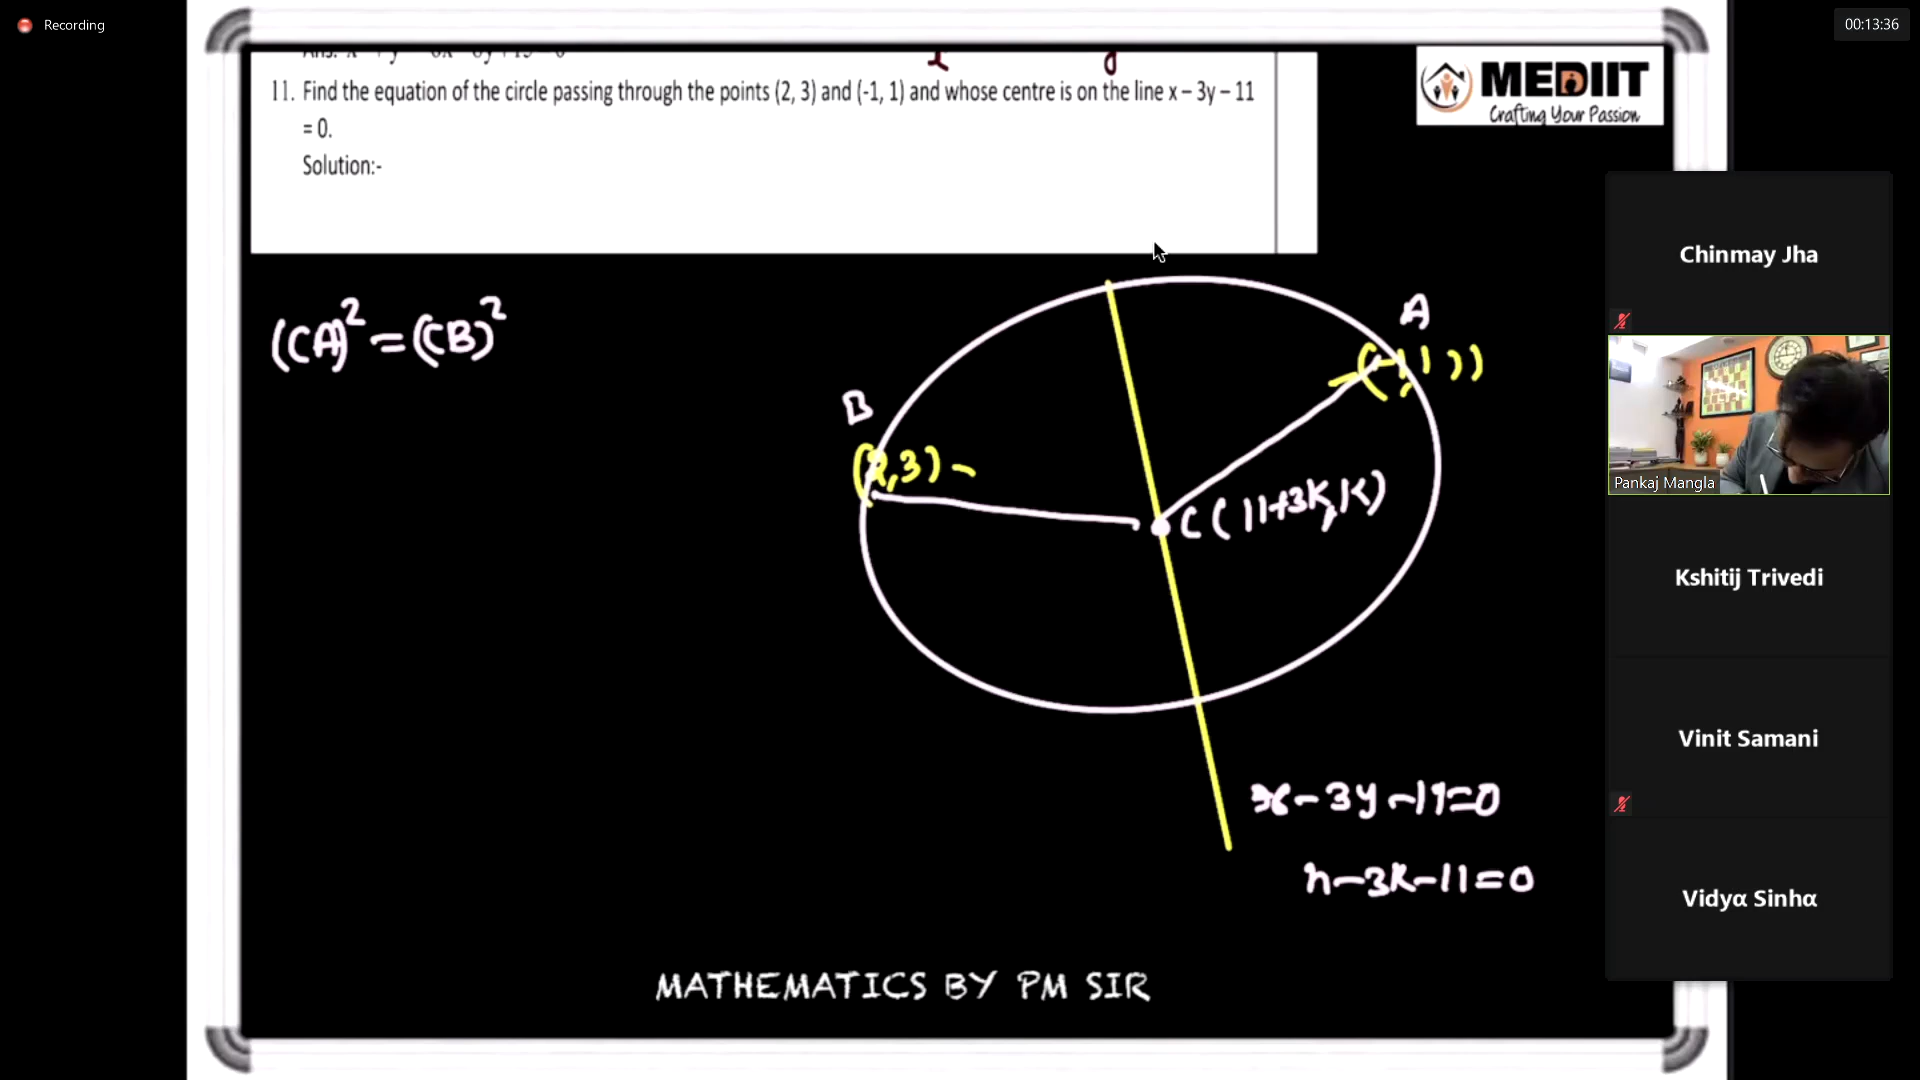 Recording
00:13:36
11. Find the equation of the circle passing through the points (2, 3) and (-1, 1) and whose centre is on the line x – 3y – 11
= 0.
Solution:-
MEDIIT
Crafting Your Passion
(CA)² = (CB)²
A
(-1, 1)
B
(2,3)
C (11+3K, K)
x-3y-11=0
h-3k-11=0
MATHEMATICS BY PM SIR
Chinmay Jha
Pankaj Mangla
Kshitij Trivedi
Vinit Samani
Vidyα Sinhα